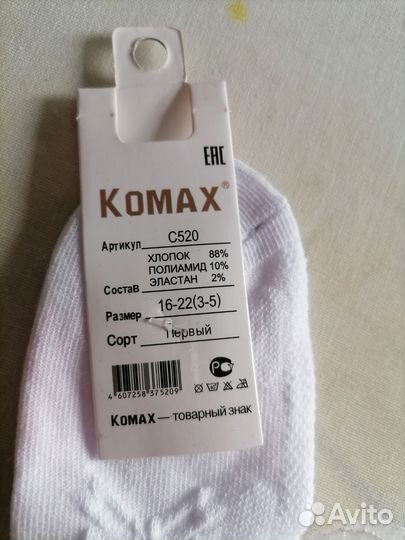 EAC
KOMAX®
Артикул C520
ХЛОПОК 88%
ПОЛИАМИД 10%
Состав ЭЛАСТАН 2%
Размер 16-22(3-5)
Сорт Первый
4 607258 375209
KOMAX — товарный знак
Avito